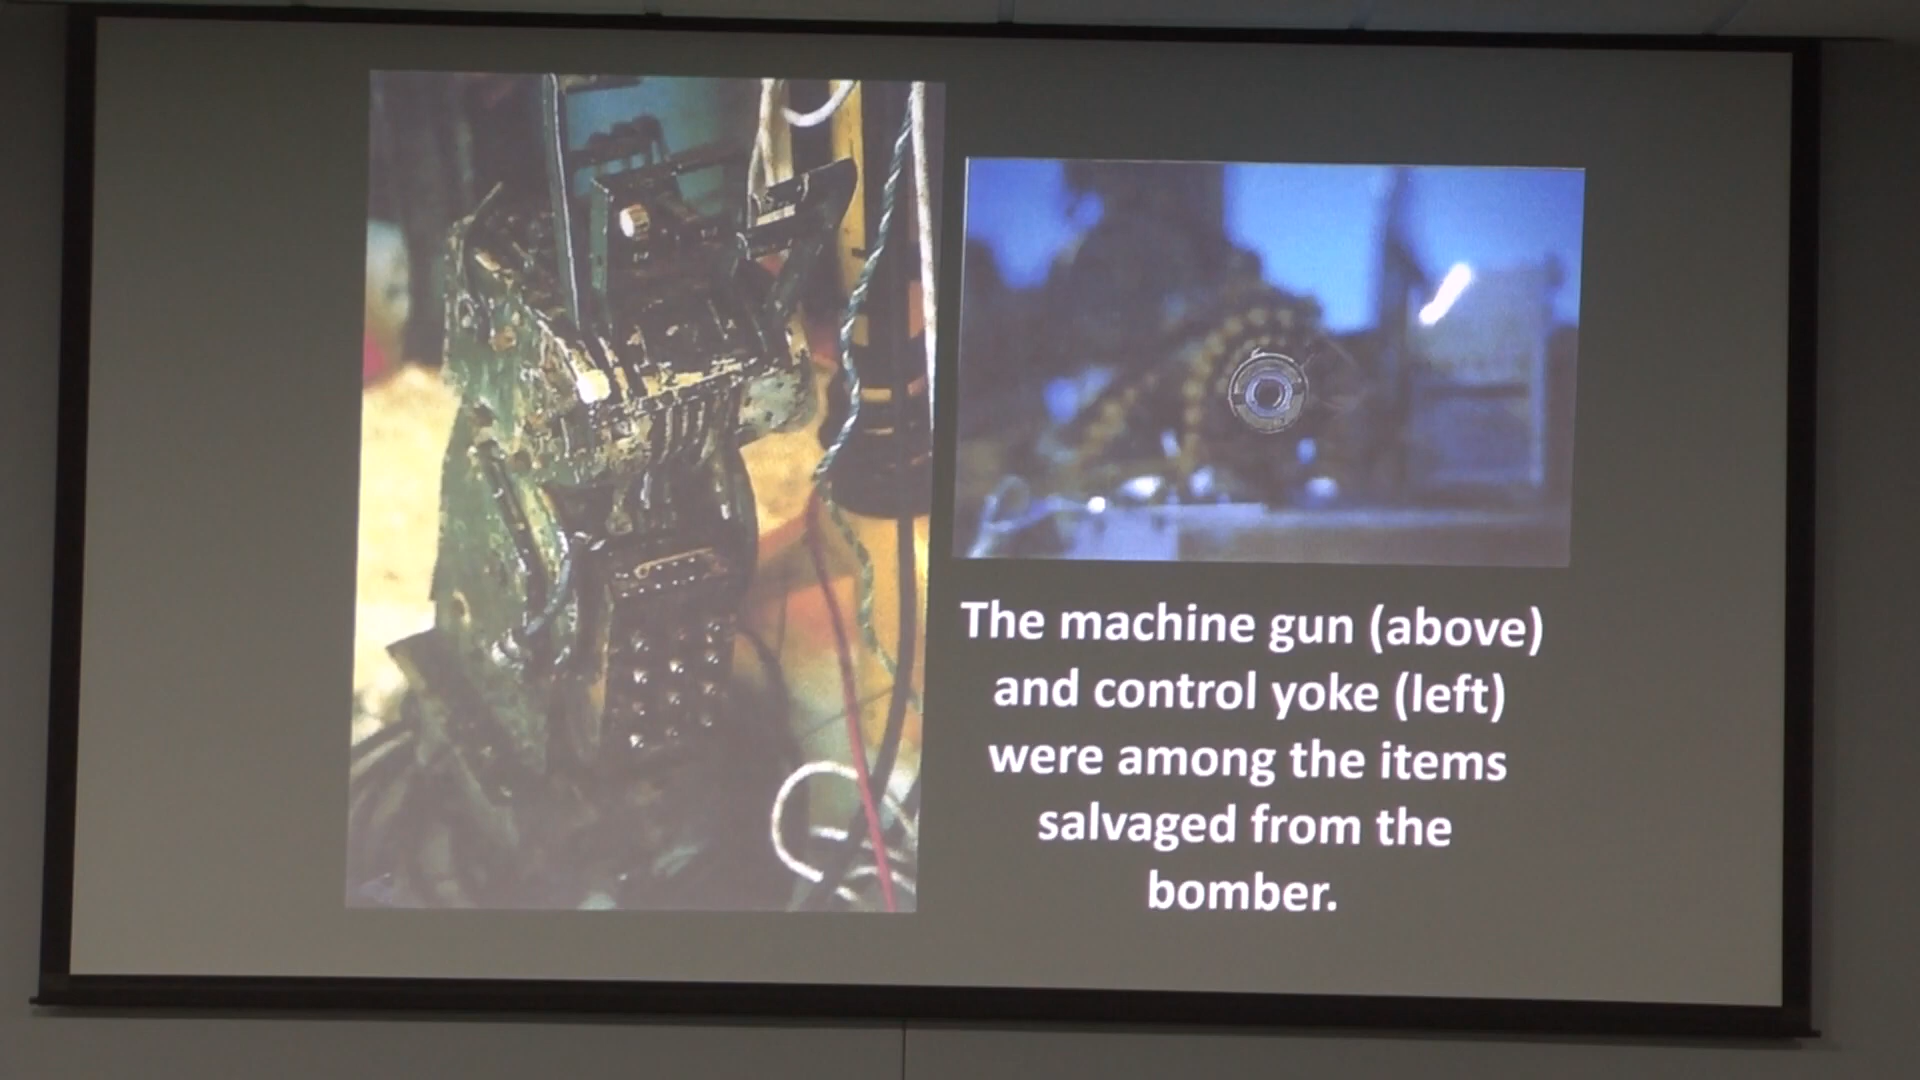 The machine gun (above)
and control yoke (left)
were among the items
salvaged from the
bomber.